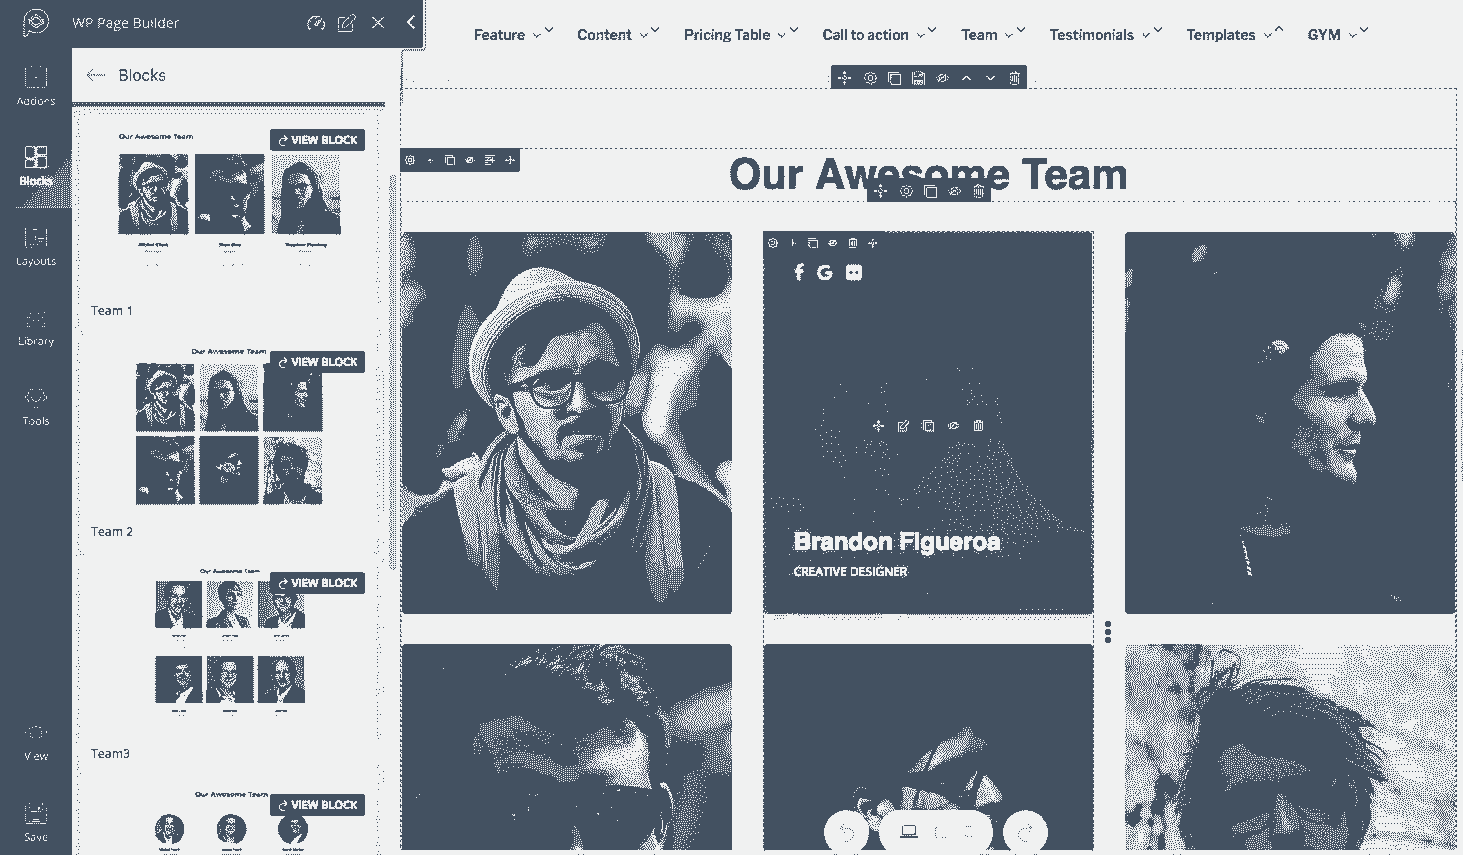 WP Page Builder
Feature
Content
Pricing Table
Call to action
Team
Testimonials
Templates
GYM
Blocks
Addons
Blocks
Layouts
Library
Tools
View
Save
Our Awesome Team
VIEW BLOCK
Team 1
Our Awesome Team
VIEW BLOCK
Team 2
Our Awesome Team
VIEW BLOCK
Team3
Our Awesome Team
VIEW BLOCK
Our Awesome Team
Brandon Figueroa
CREATIVE DESIGNER